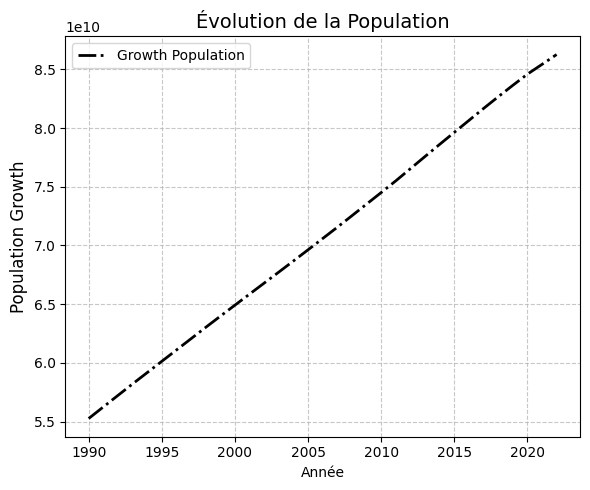 Évolution de la Population
1e10
Growth Population
8.5
8.0
7.5
7.0
6.5
6.0
5.5
Population Growth
1990 1995 2000 2005 2010 2015 2020
Année